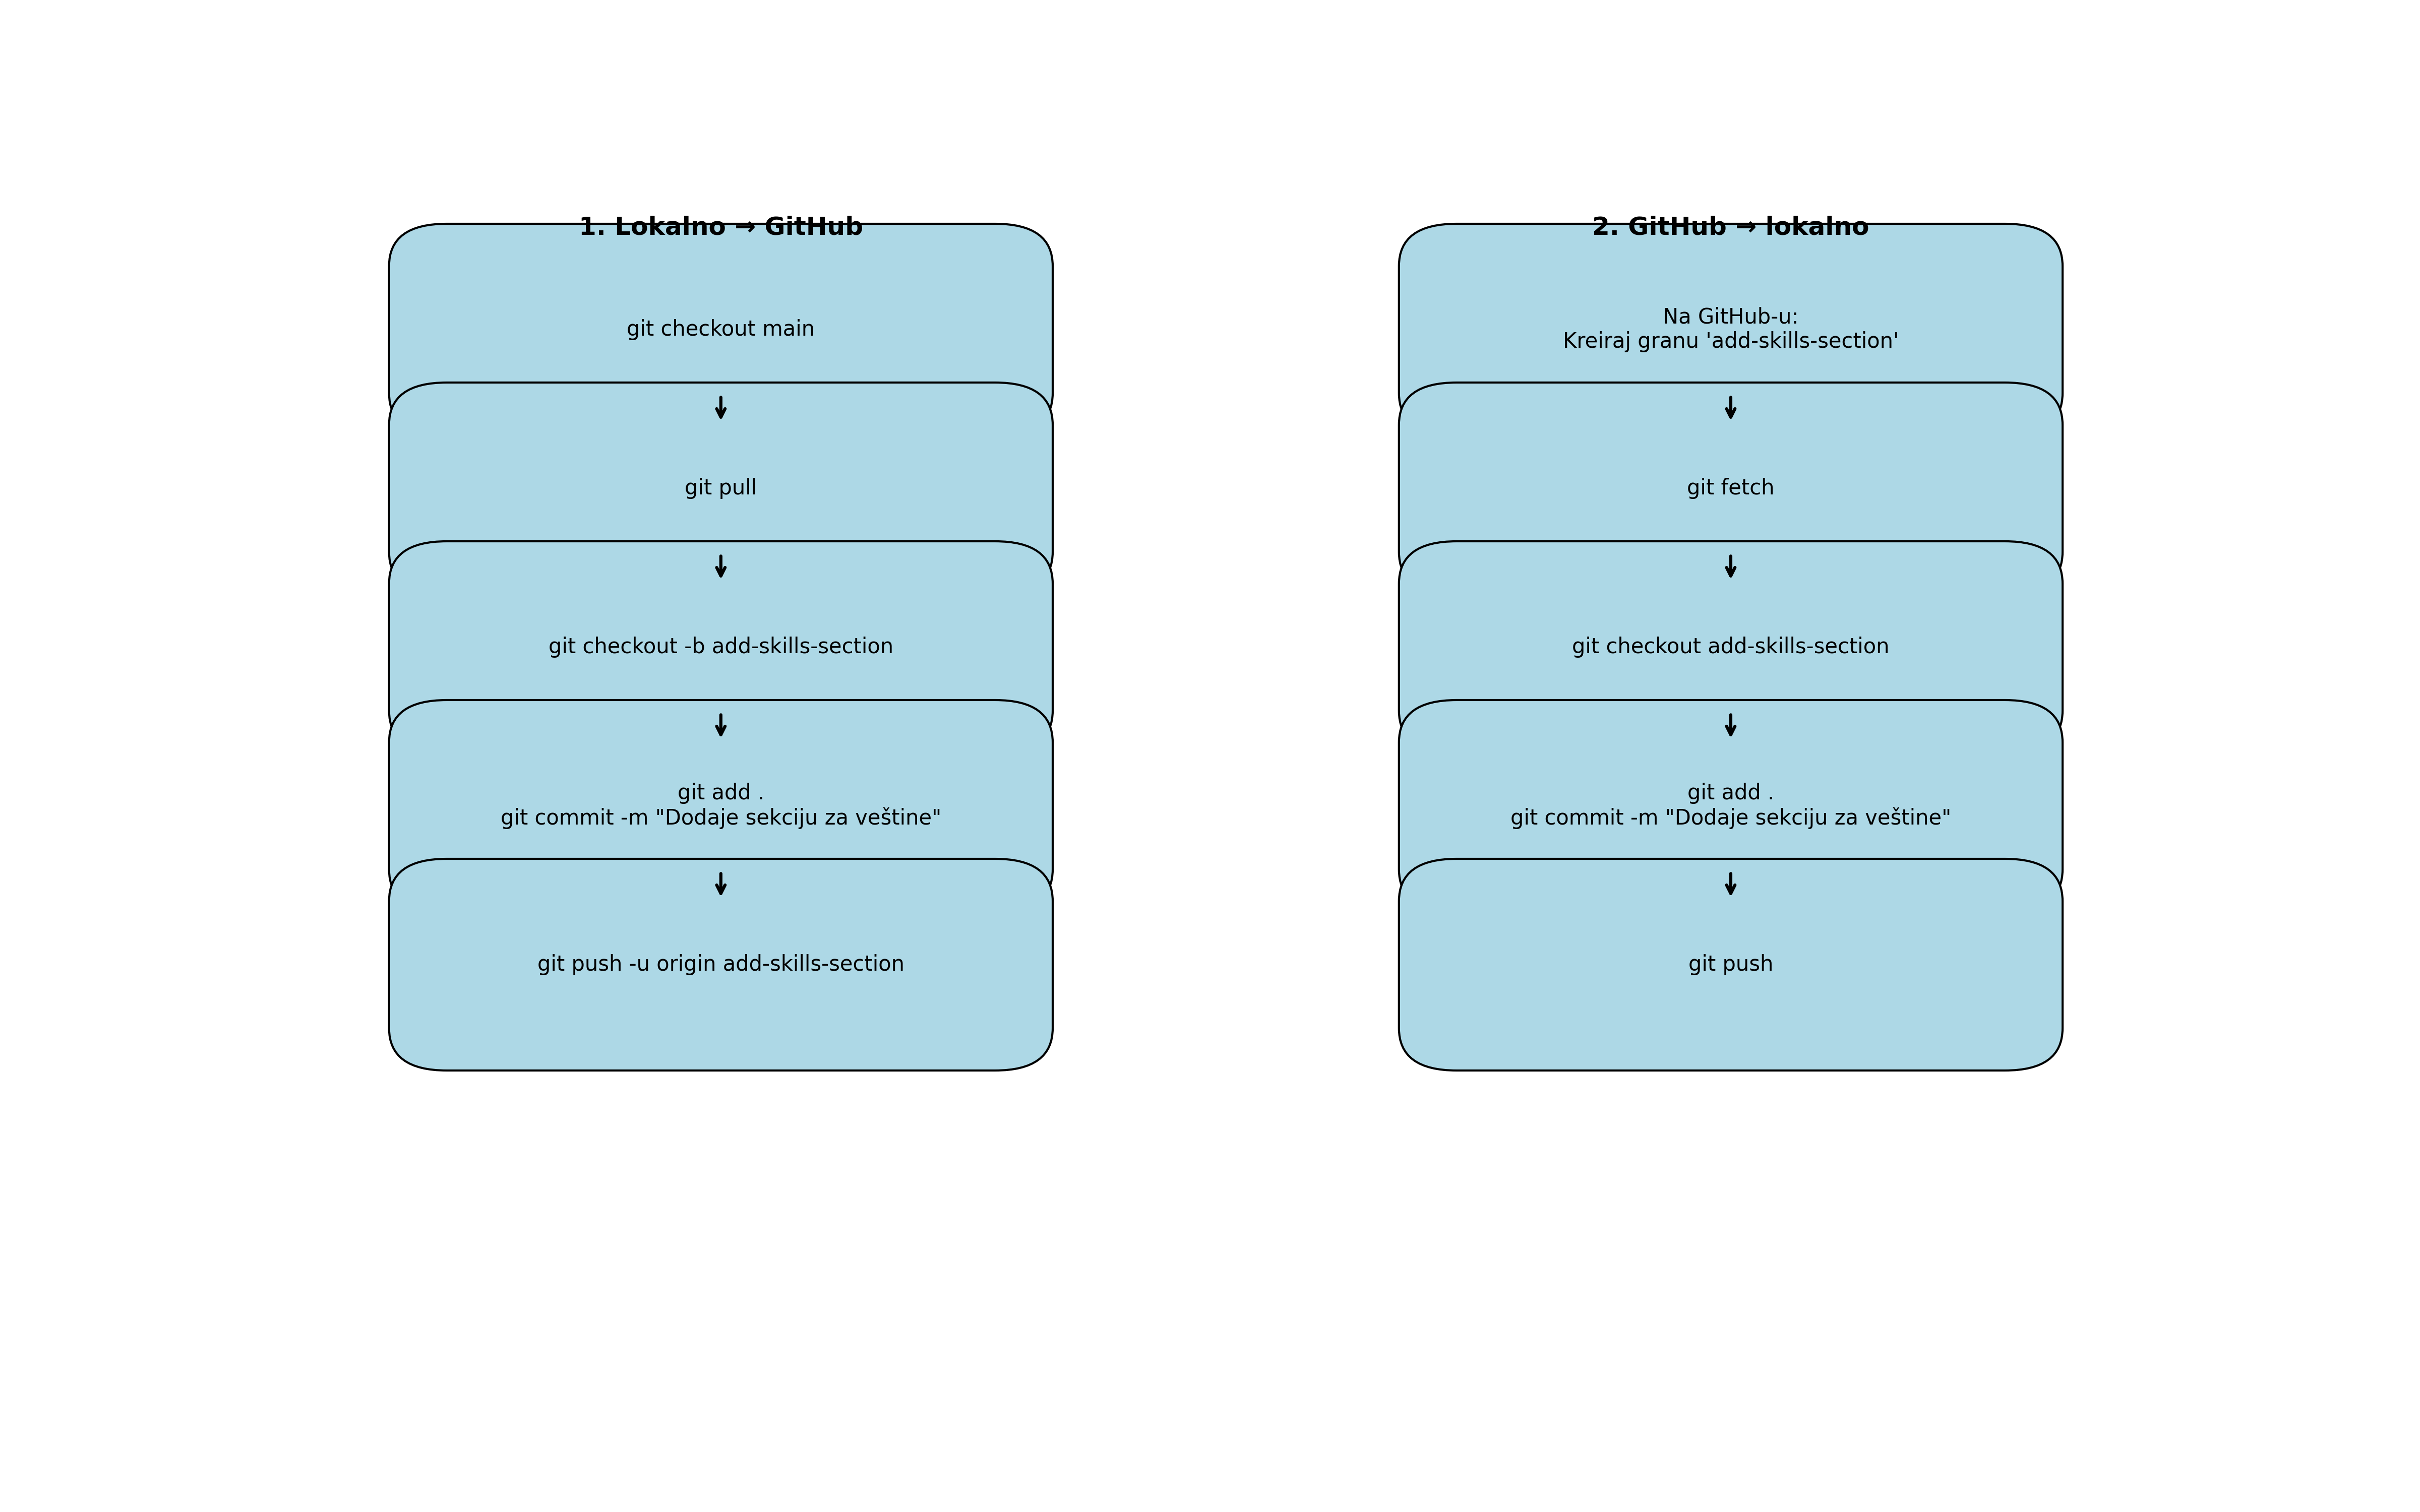 1. Lokalno → GitHub
git checkout main
git pull
git checkout -b add-skills-section
git add .
git commit -m "Dodaje sekciju za veštine"
git push -u origin add-skills-section
2. GitHub → lokalno
Na GitHub-u:
Kreiraj granu 'add-skills-section'
git fetch
git checkout add-skills-section
git add .
git commit -m "Dodaje sekciju za veštine"
git push